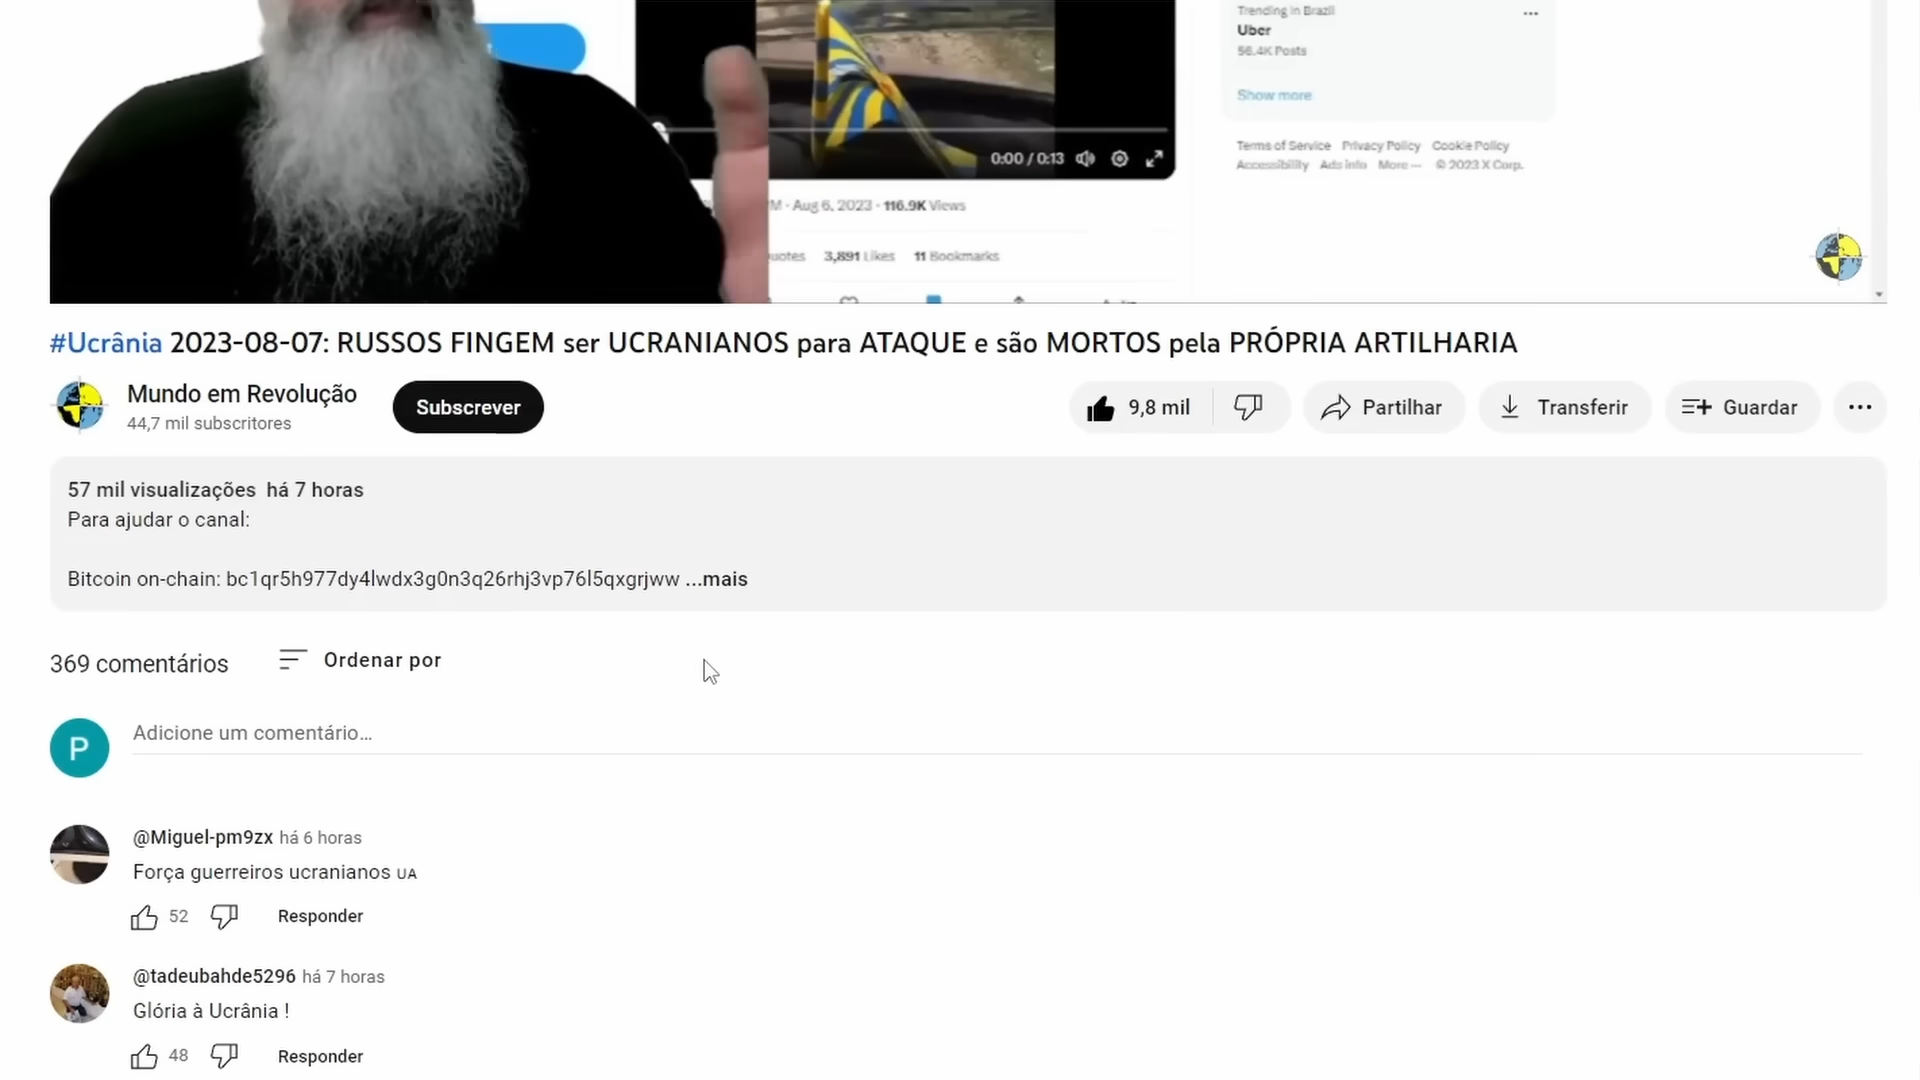 Trending in Brazil
Uber
56.4K Posts
Show more
Terms of Service Privacy Policy Cookie Policy
Accessibility Ads info More ··· © 2023 X Corp.
0:00 / 0:13
M · Aug 6, 2023 · 116.9K Views
uotes 3,891 Likes 11 Bookmarks
#Ucrânia 2023-08-07: RUSSOS FINGEM ser UCRANIANOS para ATAQUE e são MORTOS pela PRÓPRIA ARTILHARIA
Mundo em Revolução
44,7 mil subscritores
Subscrever
9,8 mil
Partilhar
Transferir
Guardar
57 mil visualizações há 7 horas
Para ajudar o canal:
Bitcoin on-chain: bc1qr5h977dy4lwdx3g0n3q26rhj3vp76l5qxgrjww ...mais
369 comentários
Ordenar por
P
Adicione um comentário...
@Miguel-pm9zx há 6 horas
Força guerreiros ucranianos UA
52
Responder
@tadeubahde5296 há 7 horas
Glória à Ucrânia !
48
Responder